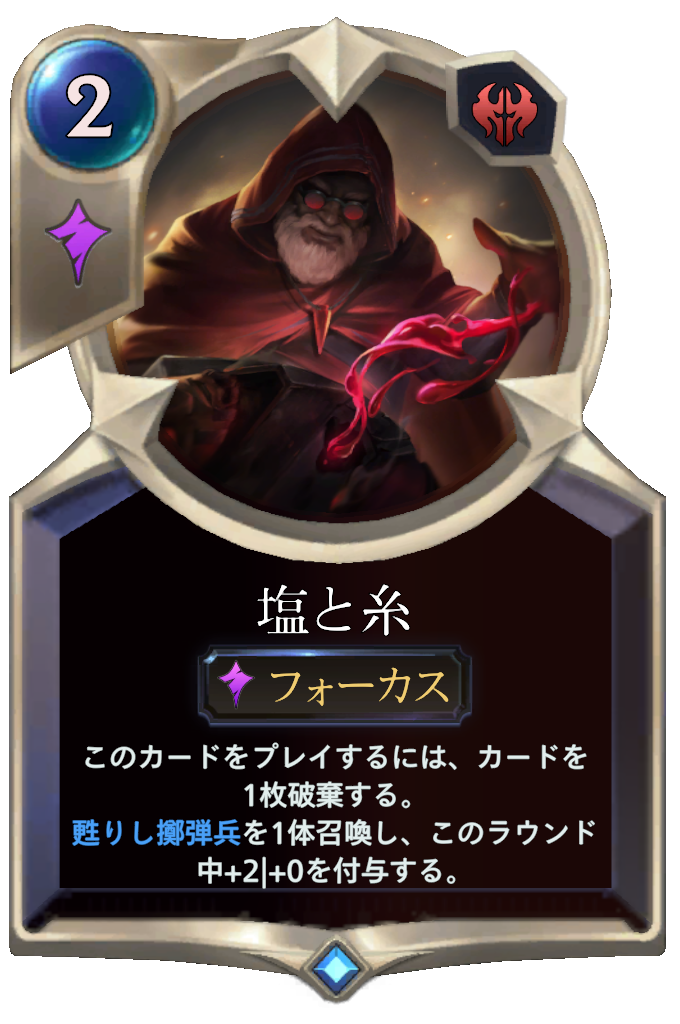 2
塩と糸
フォーカス
このカードをプレイするには、カードを
1枚破棄する。
甦りし擲弾兵を1体召喚し、このラウンド
中+2|+0を付与する。